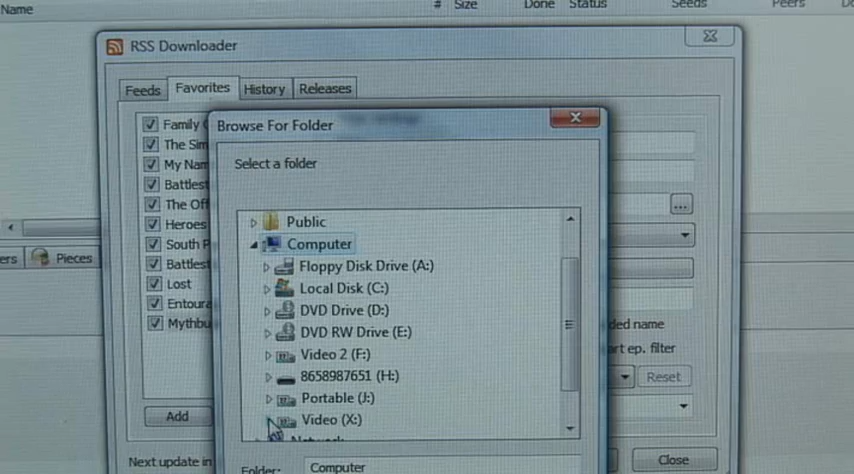 Name # Size Done Status Seeds Peers
RSS Downloader
Feeds Favorites History Releases
Browse For Folder
Select a folder
Family
The Sim
My Nam
Battlest
The Off
Heroes
South P
Battlest
Lost
Entoura
Mythbu
Public
Computer
Floppy Disk Drive (A:)
Local Disk (C:)
DVD Drive (D:)
DVD RW Drive (E:)
Video 2 (F:)
8658987651 (H:)
Portable (J:)
Video (X:)
Network
ers Pieces
...
ded name
art ep. filter
Reset
Add
Next update in
Folder: Computer
Close